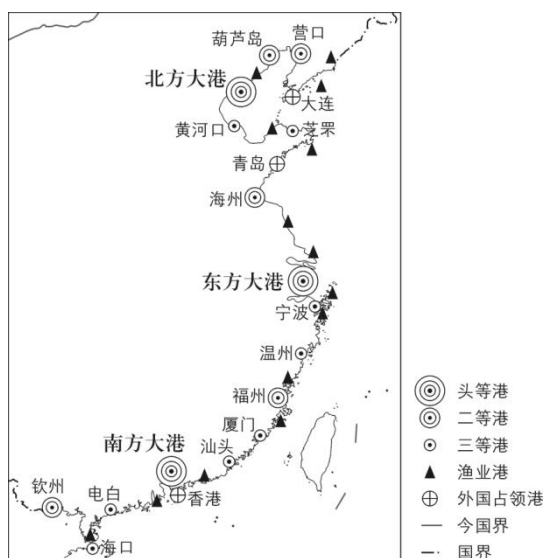 葫芦岛
营口
北方大港
大连
黄河口
芝罘
青岛
海州
东方大港
宁波
温州
福州
厦门
南方大港
汕头
钦州
电白
香港
海口
头等港
二等港
三等港
渔业港
外国占领港
今国界
国界